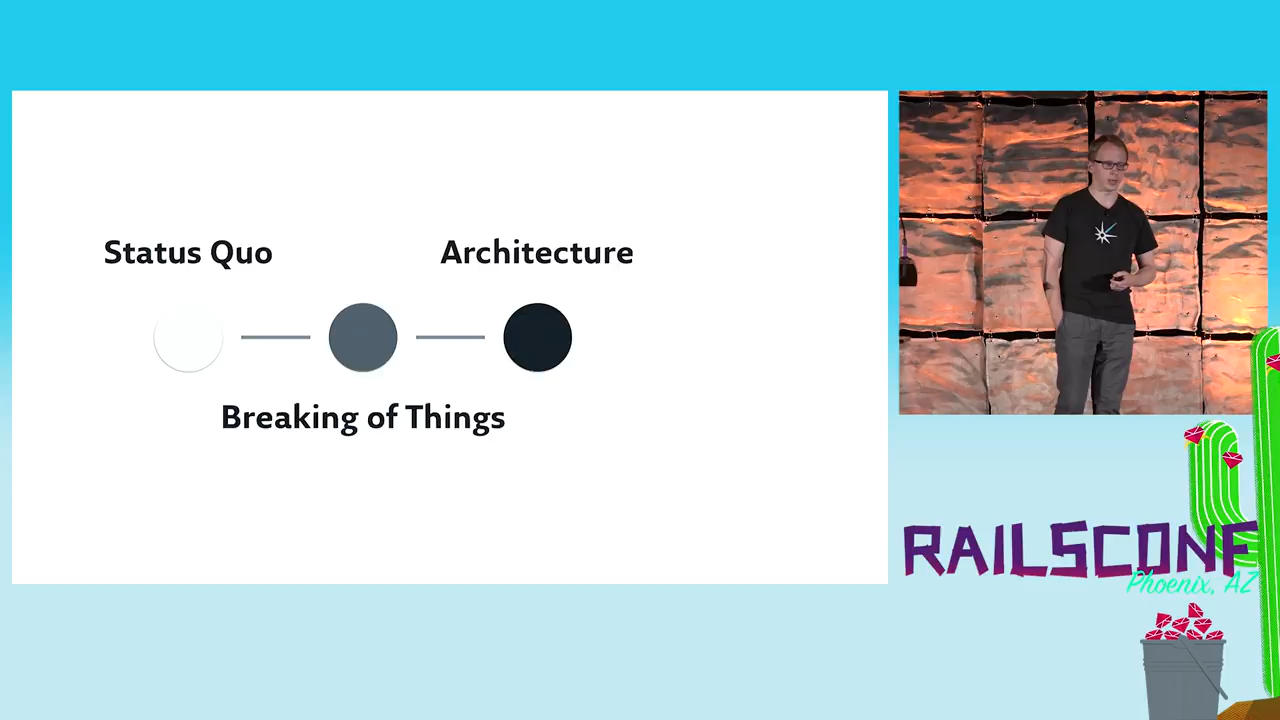 Status Quo
Architecture
Breaking of Things
RAILSCONF
Phoenix, AZ